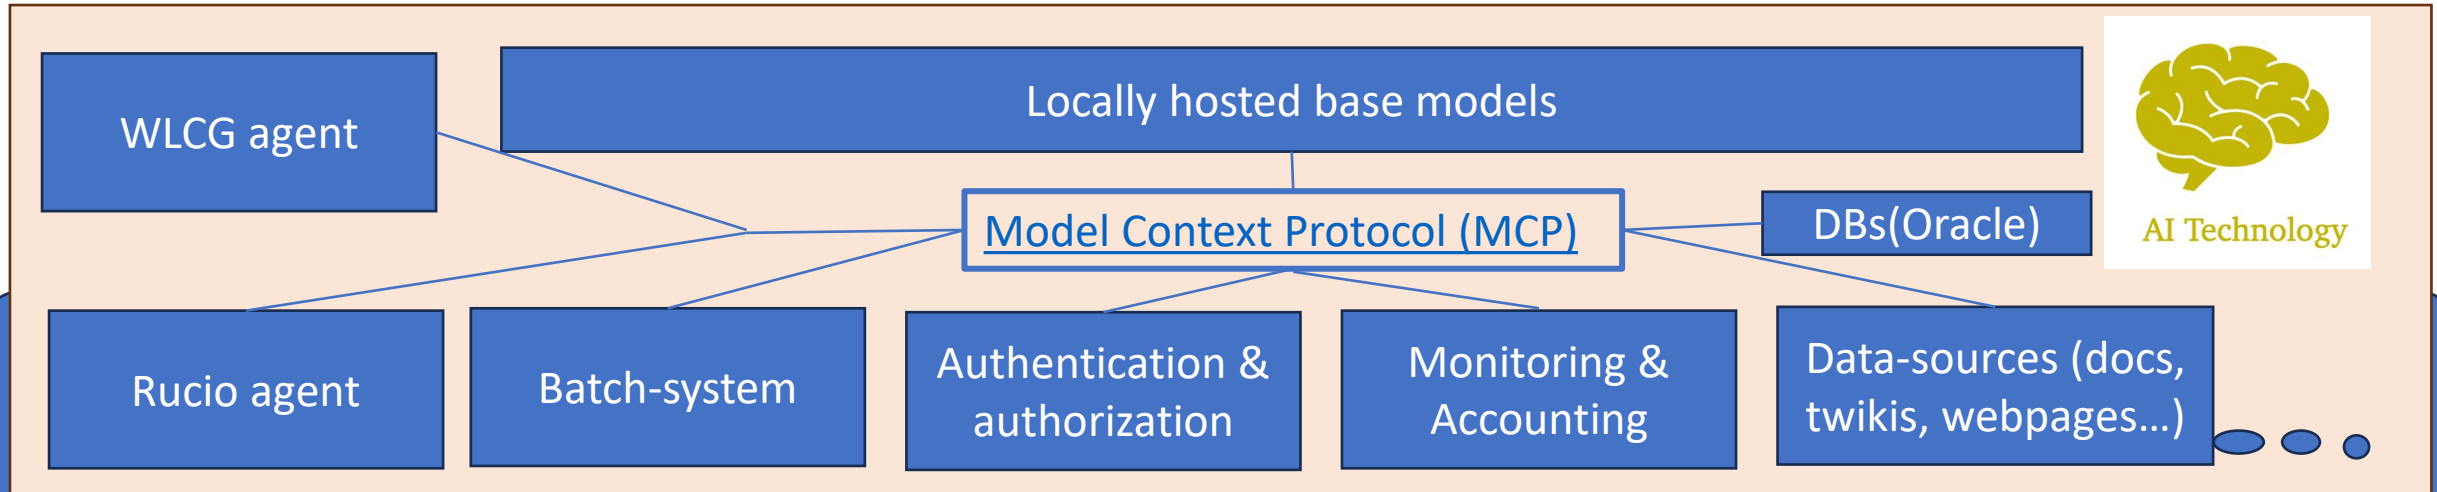 WLCG agent
Locally hosted base models
AI Technology
Model Context Protocol (MCP)
DBs(Oracle)
Rucio agent
Batch-system
Authentication &
authorization
Monitoring &
Accounting
Data-sources (docs,
twikis, webpages...)